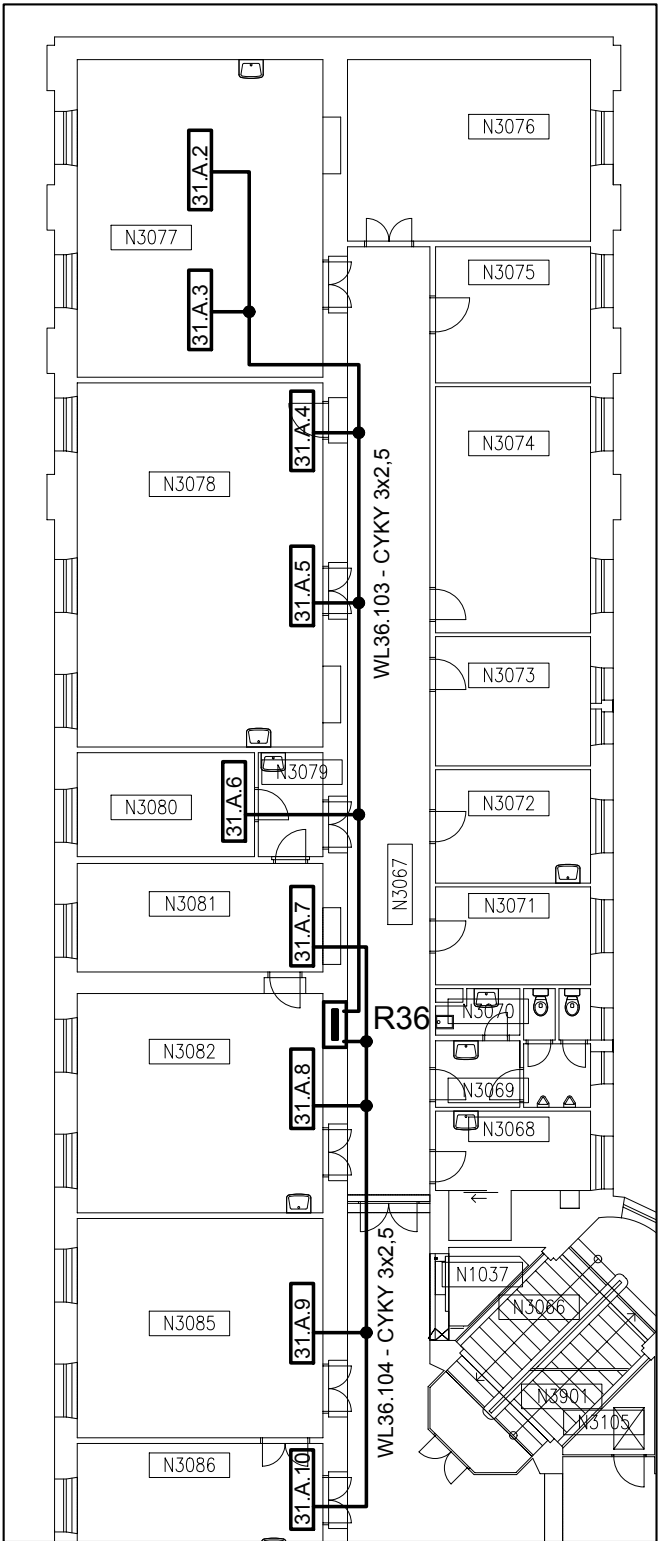 N3076
31.A.2
N3077
N3075
31.A.3
31.A.4
N3074
N3078
WL36.103 - CYKY 3x2,5
31.A.5
N3073
N3079
31.A.6
N3080
N3072
N3067
N3081
31.A.7
N3071
R36
N3070
N3082
31.A.8
N3069
N3068
N1037
N3066
31.A.9
N3085
WL36.104 - CYKY 3x2,5
N3901
N3105
N3086
31.A.10